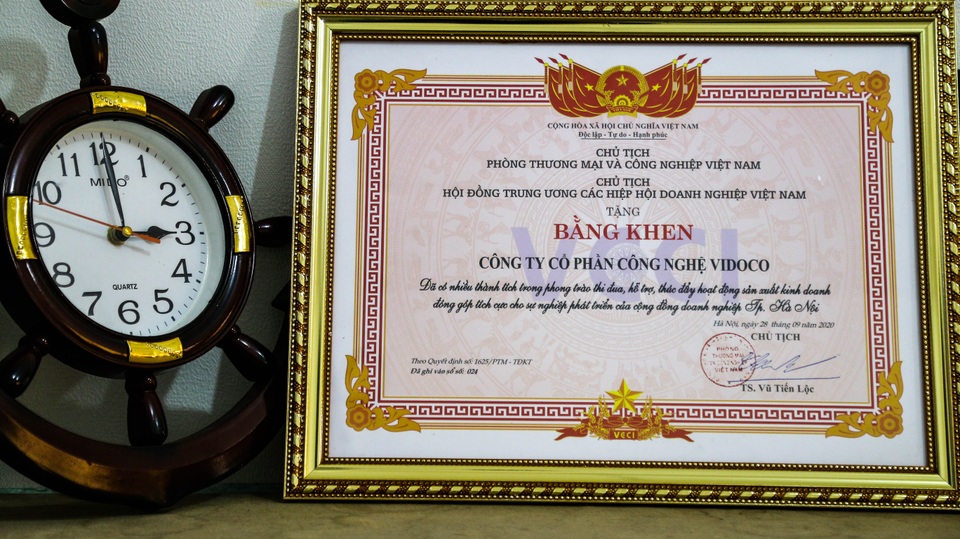 12
1
2
3
4
5
6
7
8
9
10
11
MIDO®
QUARTZ
CỘNG HÒA XÃ HỘI CHỦ NGHĨA VIỆT NAM
Độc lập - Tự do - Hạnh phúc
CHỦ TỊCH
PHÒNG THƯƠNG MẠI VÀ CÔNG NGHIỆP VIỆT NAM
CHỦ TỊCH
HỘI ĐỒNG TRUNG ƯƠNG CÁC HIỆP HỘI DOANH NGHIỆP VIỆT NAM
TẶNG
BẰNG KHEN
VCCI
CÔNG TY CỔ PHẦN CÔNG NGHỆ VIDOCO
Đã có nhiều thành tích trong phong trào thi đua, hỗ trợ, thúc đẩy hoạt động sản xuất kinh doanh
đóng góp tích cực cho sự nghiệp phát triển của cộng đồng doanh nghiệp Tp. Hà Nội
Hà Nội, ngày 28 tháng 09 năm 2020
CHỦ TỊCH
Theo Quyết định số: 1625/PTM - TĐKT
Đã ghi vào sổ số: 024
PHÒNG
THƯƠNG MẠI
VIỆT NAM
TS. Vũ Tiến Lộc
VCCI